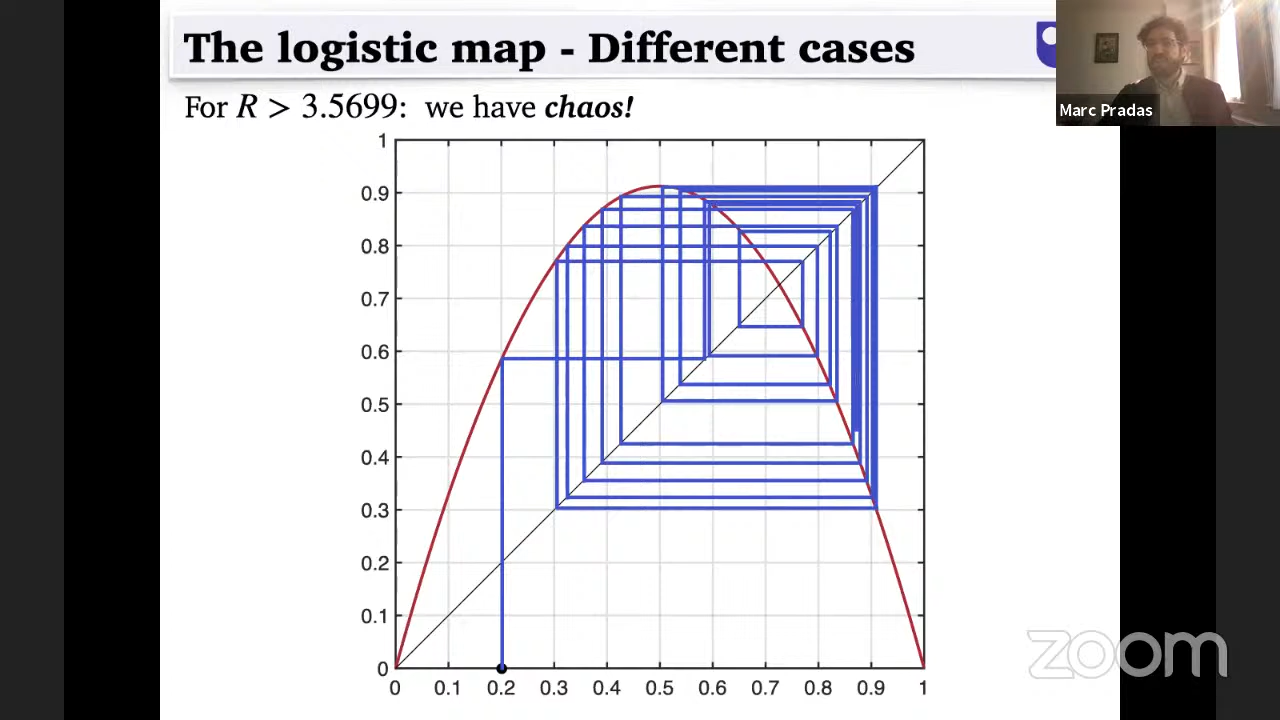 The logistic map - Different cases
For R > 3.5699: we have chaos!
Marc Pradas
1
0.9
0.8
0.7
0.6
0.5
0.4
0.3
0.2
0.1
0
0 0.1 0.2 0.3 0.4 0.5 0.6 0.7 0.8 0.9 1
zoom